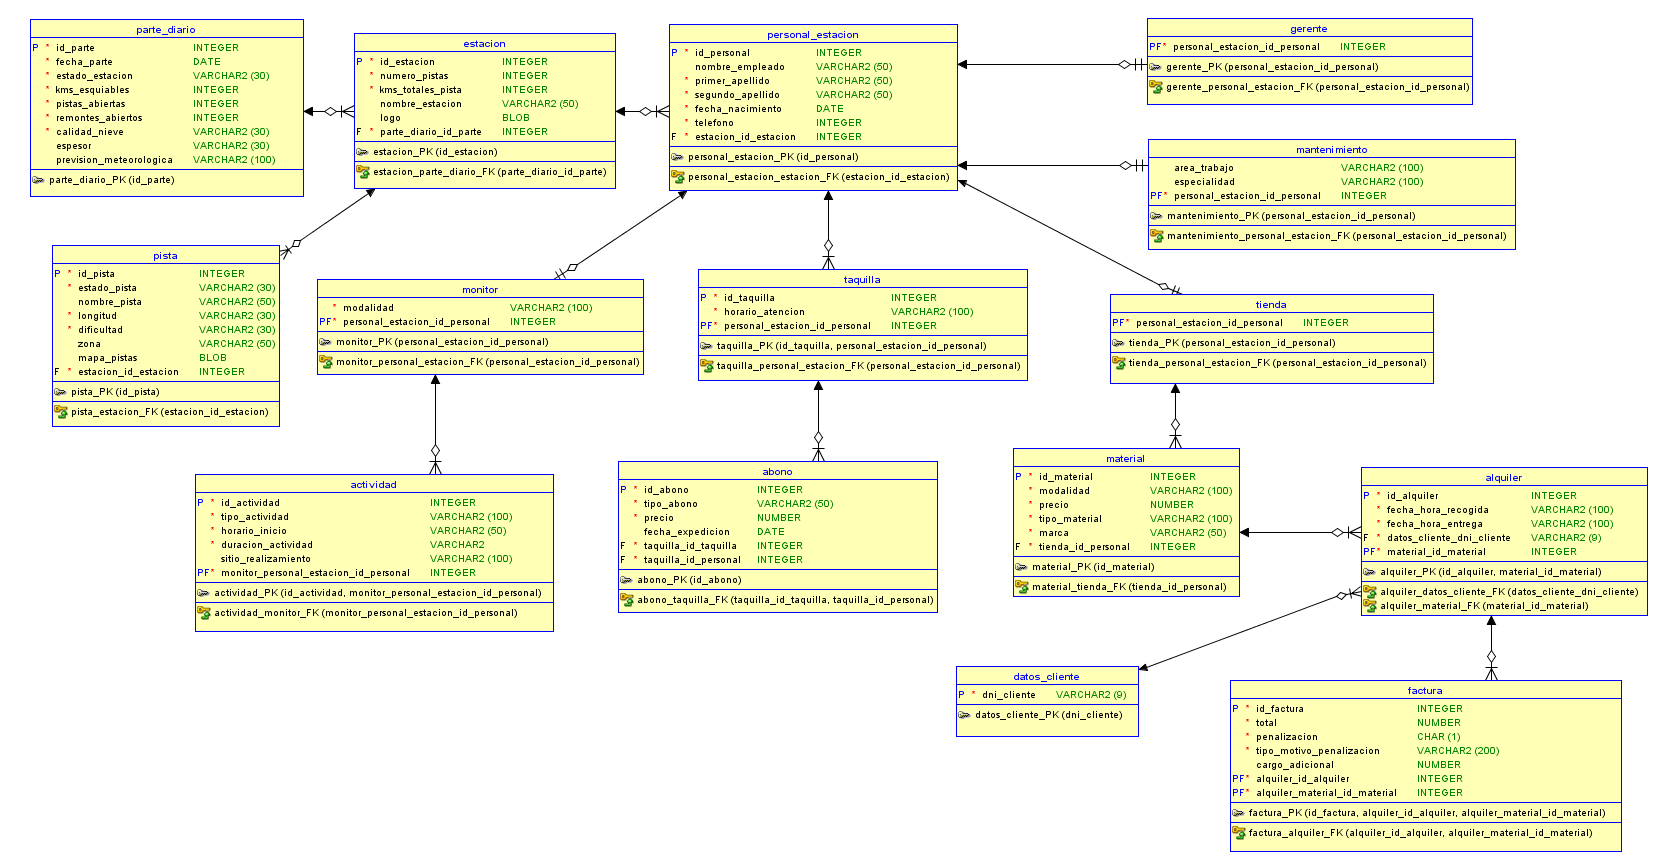 parte_diario
P * id_parte INTEGER
* fecha_parte DATE
* estado_estacion VARCHAR2 (30)
* kms_esquiables INTEGER
* pistas_abiertas INTEGER
* remontes_abiertos INTEGER
* calidad_nieve VARCHAR2 (30)
espesor VARCHAR2 (30)
prevision_meteorologica VARCHAR2 (100)
parte_diario_PK (id_parte)
estacion
P * id_estacion INTEGER
* numero_pistas INTEGER
* kms_totales_pista INTEGER
nombre_estacion VARCHAR2 (50)
logo BLOB
F * parte_diario_id_parte INTEGER
estacion_PK (id_estacion)
estacion_parte_diario_FK (parte_diario_id_parte)
personal_estacion
P * id_personal INTEGER
nombre_empleado VARCHAR2 (50)
* primer_apellido VARCHAR2 (50)
* segundo_apellido VARCHAR2 (50)
* fecha_nacimiento DATE
* telefono INTEGER
F * estacion_id_estacion INTEGER
personal_estacion_PK (id_personal)
personal_estacion_estacion_FK (estacion_id_estacion)
gerente
PF* personal_estacion_id_personal INTEGER
gerente_PK (personal_estacion_id_personal)
gerente_personal_estacion_FK (personal_estacion_id_personal)
mantenimiento
area_trabajo VARCHAR2 (100)
especialidad VARCHAR2 (100)
PF* personal_estacion_id_personal INTEGER
mantenimiento_PK (personal_estacion_id_personal)
mantenimiento_personal_estacion_FK (personal_estacion_id_personal)
pista
P * id_pista INTEGER
* estado_pista VARCHAR2 (30)
nombre_pista VARCHAR2 (50)
* longitud VARCHAR2 (30)
* dificultad VARCHAR2 (30)
zona VARCHAR2 (50)
mapa_pistas BLOB
F * estacion_id_estacion INTEGER
pista_PK (id_pista)
pista_estacion_FK (estacion_id_estacion)
monitor
* modalidad VARCHAR2 (100)
PF* personal_estacion_id_personal INTEGER
monitor_PK (personal_estacion_id_personal)
monitor_personal_estacion_FK (personal_estacion_id_personal)
taquilla
P * id_taquilla INTEGER
* horario_atencion VARCHAR2 (100)
PF* personal_estacion_id_personal INTEGER
taquilla_PK (id_taquilla, personal_estacion_id_personal)
taquilla_personal_estacion_FK (personal_estacion_id_personal)
tienda
PF* personal_estacion_id_personal INTEGER
tienda_PK (personal_estacion_id_personal)
tienda_personal_estacion_FK (personal_estacion_id_personal)
actividad
P * id_actividad INTEGER
* tipo_actividad VARCHAR2 (100)
* horario_inicio VARCHAR2 (50)
* duracion_actividad VARCHAR2
sitio_realizamiento VARCHAR2 (100)
PF* monitor_personal_estacion_id_personal INTEGER
actividad_PK (id_actividad, monitor_personal_estacion_id_personal)
actividad_monitor_FK (monitor_personal_estacion_id_personal)
abono
P * id_abono INTEGER
* tipo_abono VARCHAR2 (50)
* precio NUMBER
fecha_expedicion DATE
F * taquilla_id_taquilla INTEGER
F * taquilla_id_personal INTEGER
abono_PK (id_abono)
abono_taquilla_FK (taquilla_id_taquilla, taquilla_id_personal)
material
P * id_material INTEGER
* modalidad VARCHAR2 (100)
* precio NUMBER
* tipo_material VARCHAR2 (100)
* marca VARCHAR2 (50)
F * tienda_id_personal INTEGER
material_PK (id_material)
material_tienda_FK (tienda_id_personal)
alquiler
P * id_alquiler INTEGER
* fecha_hora_recogida VARCHAR2 (100)
* fecha_hora_entrega VARCHAR2 (100)
F * datos_cliente_dni_cliente VARCHAR2 (9)
PF* material_id_material INTEGER
alquiler_PK (id_alquiler, material_id_material)
alquiler_datos_cliente_FK (datos_cliente_dni_cliente)
alquiler_material_FK (material_id_material)
datos_cliente
P * dni_cliente VARCHAR2 (9)
datos_cliente_PK (dni_cliente)
factura
P * id_factura INTEGER
* total NUMBER
* penalizacion CHAR (1)
* tipo_motivo_penalizacion VARCHAR2 (200)
cargo_adicional NUMBER
PF* alquiler_id_alquiler INTEGER
PF* alquiler_material_id_material INTEGER
factura_PK (id_factura, alquiler_id_alquiler, alquiler_material_id_material)
factura_alquiler_FK (alquiler_id_alquiler, alquiler_material_id_material)